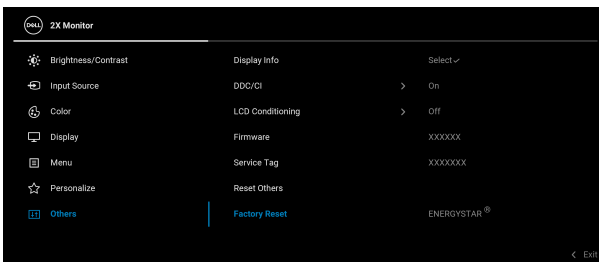 DELL 2X Monitor
Brightness/Contrast Display Info Select
Input Source DDC/CI > On
Color LCD Conditioning > Off
Display Firmware XXXXXX
Menu Service Tag XXXXXXX
Personalize Reset Others
Others Factory Reset ENERGYSTAR ®
< Exit